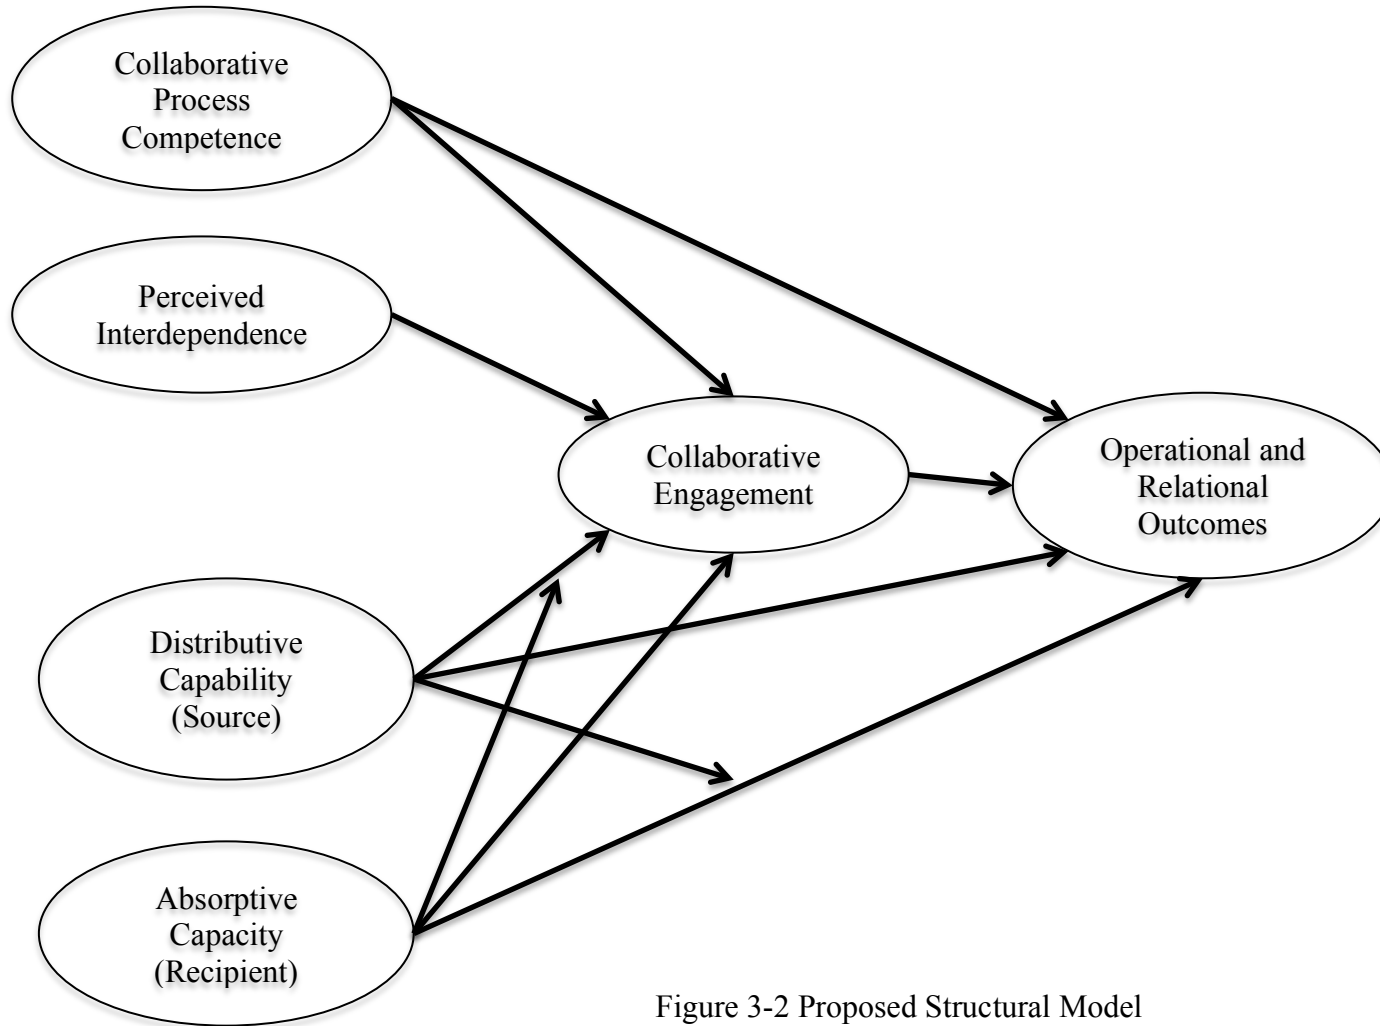 Collaborative
Process
Competence
Perceived
Interdependence
Collaborative
Engagement
Operational and
Relational
Outcomes
Distributive
Capability
(Source)
Absorptive
Capacity
(Recipient)
Figure 3-2 Proposed Structural Model